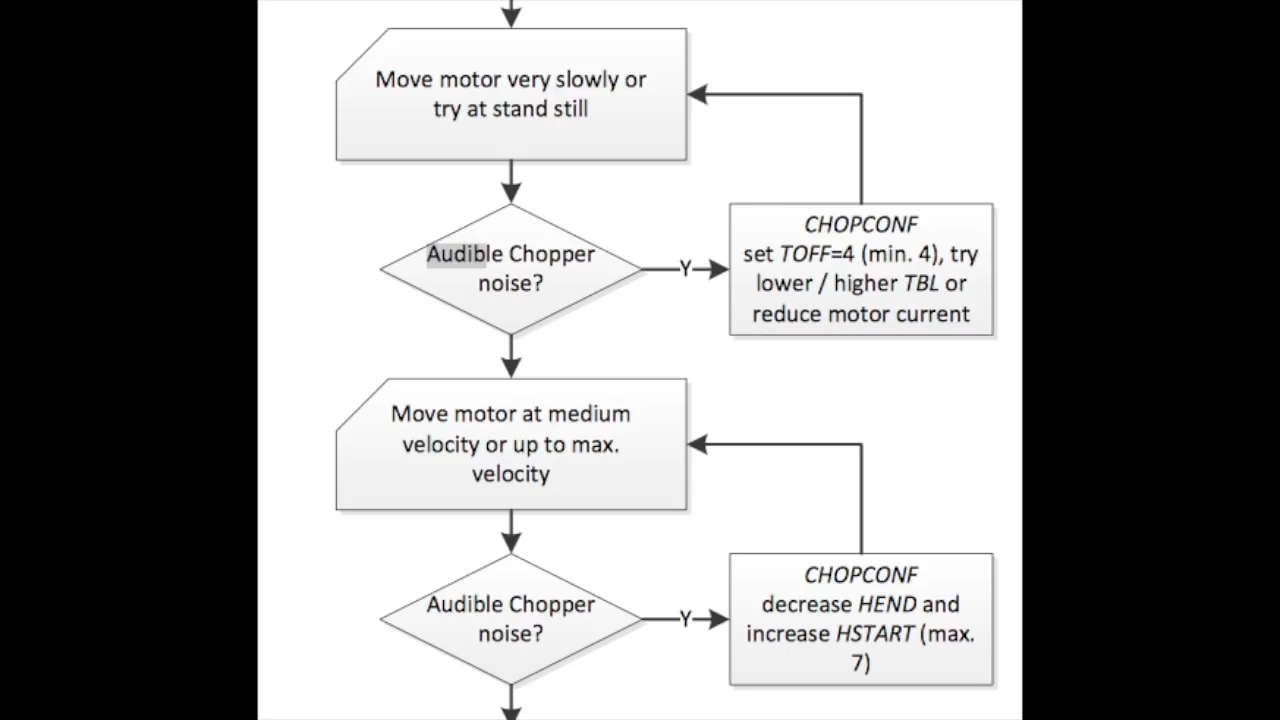 Move motor very slowly or
try at stand still
Audible Chopper
noise?
Y
CHOPCONF
set TOFF=4 (min. 4), try
lower / higher TBL or
reduce motor current
Move motor at medium
velocity or up to max.
velocity
Audible Chopper
noise?
Y
CHOPCONF
decrease HEND and
increase HSTART (max.
7)